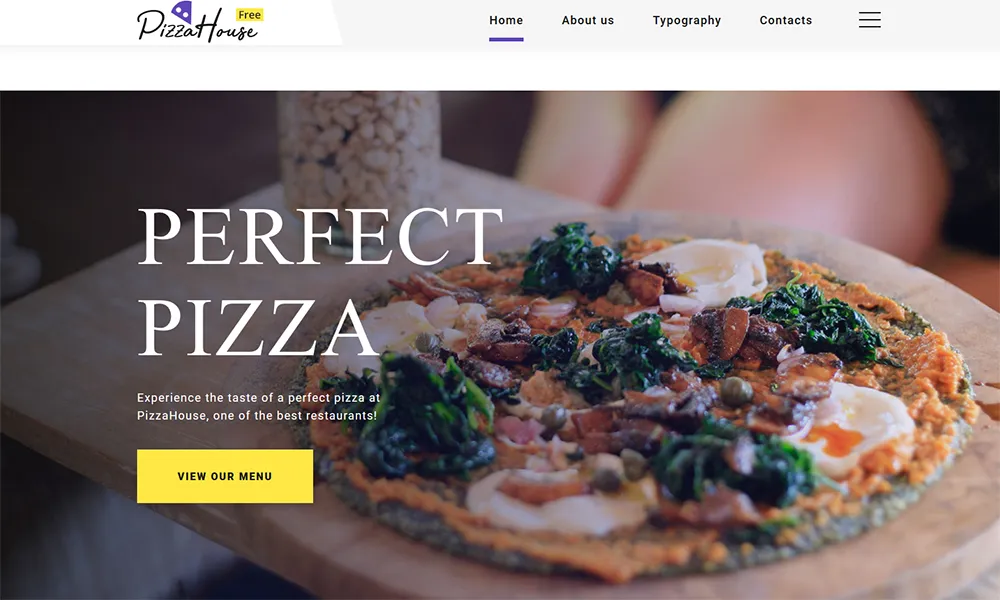 PizzaHouse
Free
Home About us Typography Contacts
PERFECT
PIZZA
Experience the taste of a perfect pizza at
PizzaHouse, one of the best restaurants!
VIEW OUR MENU